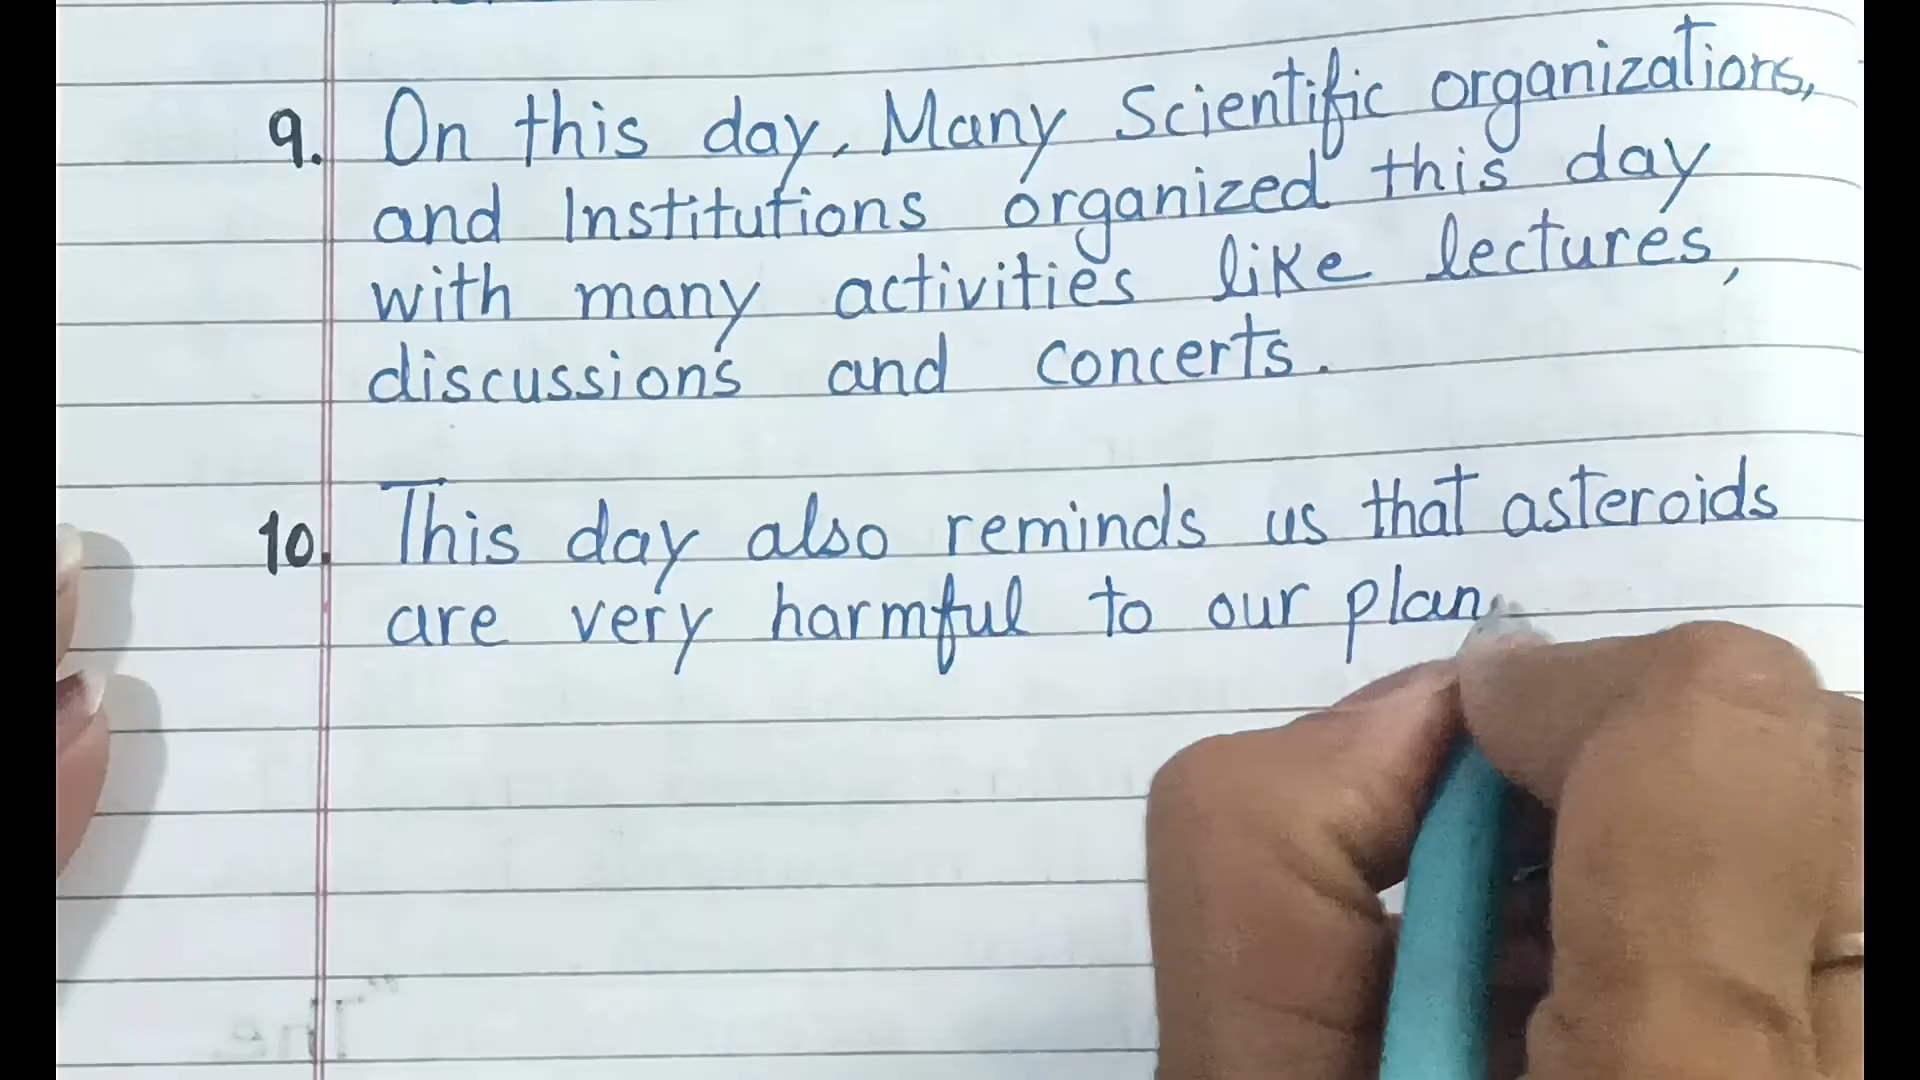 9. On this day, Many Scientific organizations,
and Institutions organized this day
with many activities like lectures,
discussions and concerts.
10. This day also reminds us that asteroids
are very harmful to our plan